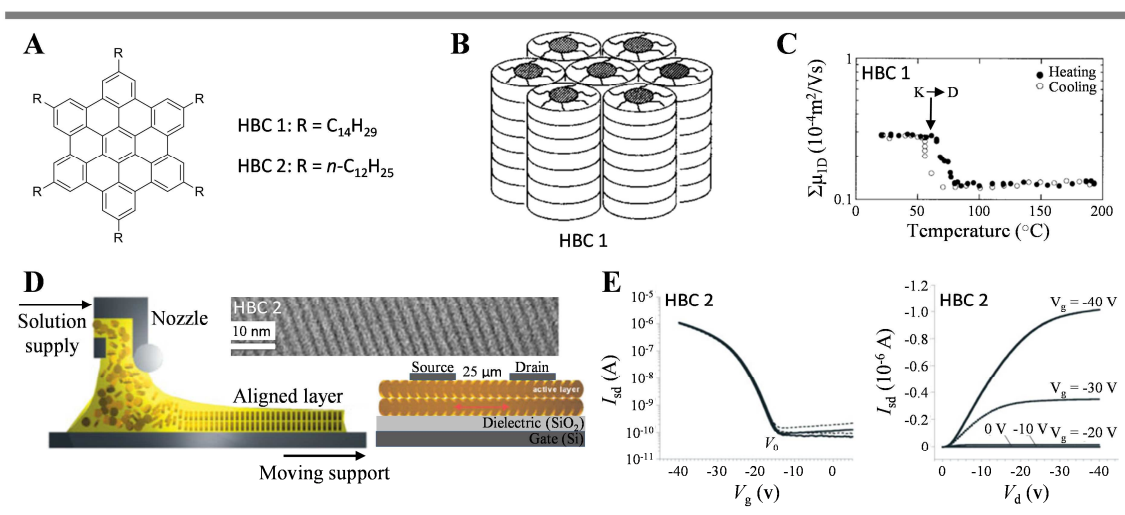 A
R
R
R
R
R
R
HBC 1: R = C₁₄H₂₉
HBC 2: R = n-C₁₂H₂₅
B
HBC 1
C
HBC 1
● Heating
○ Cooling
K → D
Σμ₁D (10⁻⁴m²/Vs)
1
0.1
0 50 100 150 200
Temperature (°C)
D
Solution
supply
Nozzle
Aligned layer
Moving support
HBC 2
10 nm
Source 25 μm Drain
active layer
Dielectric (SiO₂)
Gate (Si)
E
HBC 2
Isd (A)
10⁻⁵
10⁻⁶
10⁻⁷
10⁻⁸
10⁻⁹
10⁻¹⁰
10⁻¹¹
V₀
-40 -30 -20 -10 0
Vg (v)
HBC 2
Isd (10⁻⁶ A)
-1.2
-1.0
-0.8
-0.6
-0.4
-0.2
0
Vg = -40 V
Vg = -30 V
0 V -10 V Vg = -20 V
0 -10 -20 -30 -40
Vd (v)